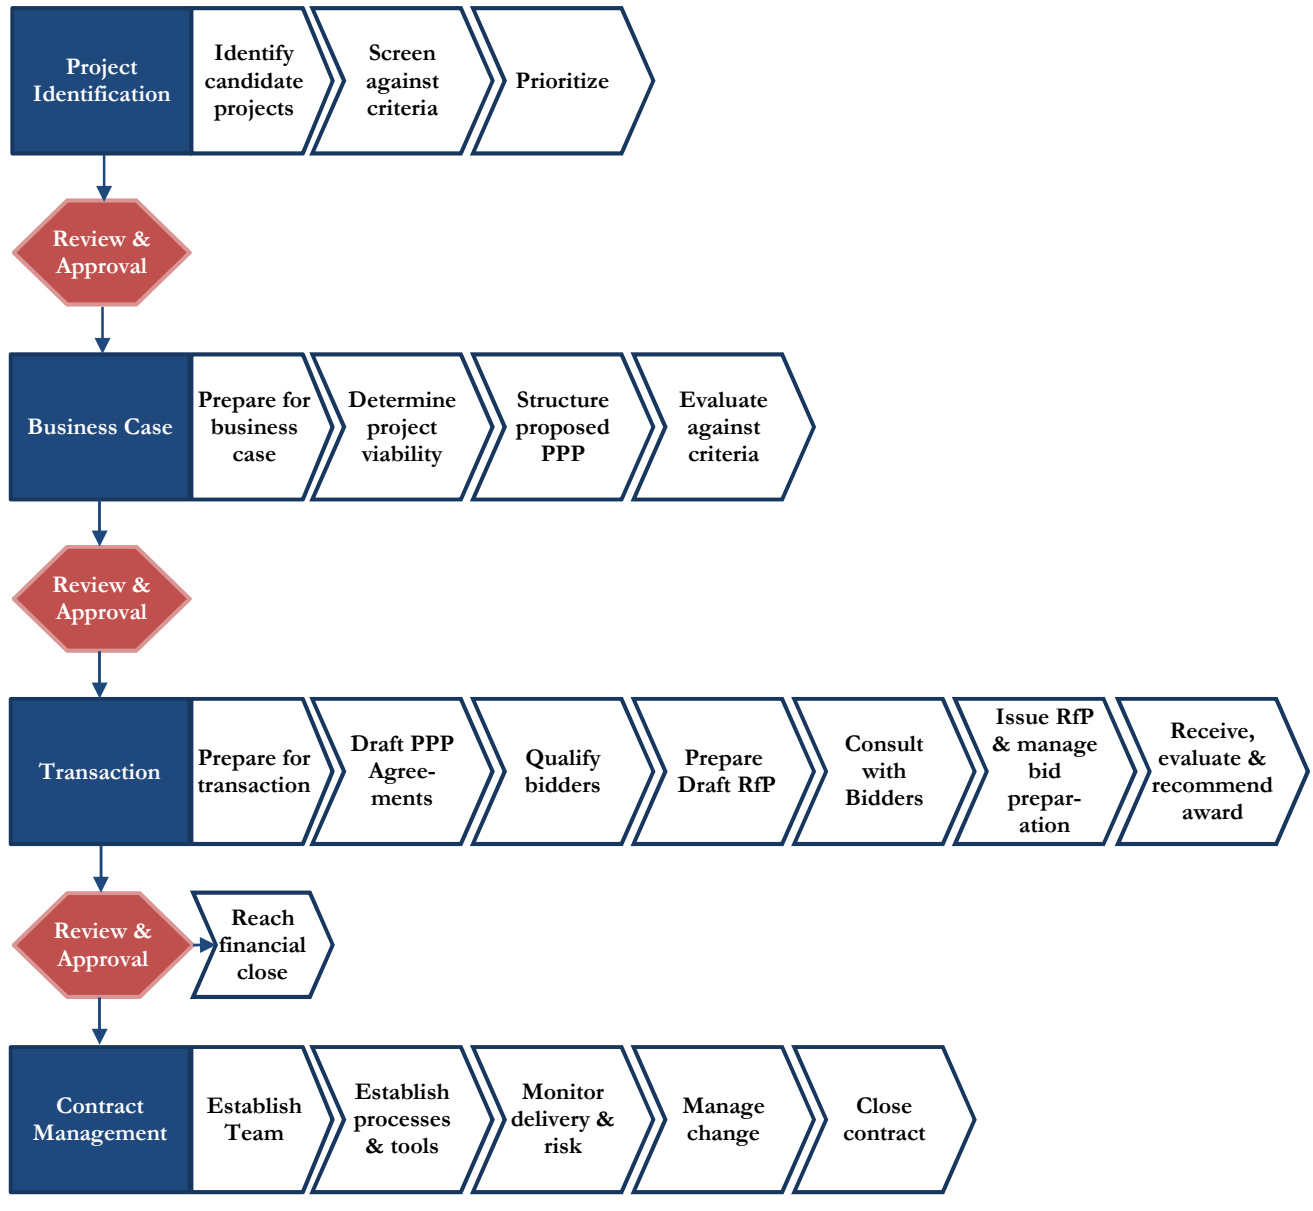 Project
Identification
Identify
candidate
projects
Screen
against
criteria
Prioritize
Review &
Approval
Business Case
Prepare for
business
case
Determine
project
viability
Structure
proposed
PPP
Evaluate
against
criteria
Review &
Approval
Transaction
Prepare for
transaction
Draft PPP
Agree-
ments
Qualify
bidders
Prepare
Draft RfP
Consult
with
Bidders
Issue RfP
& manage
bid
prepar-
ation
Receive,
evaluate &
recommend
award
Review &
Approval
Reach
financial
close
Contract
Management
Establish
Team
Establish
processes
& tools
Monitor
delivery &
risk
Manage
change
Close
contract